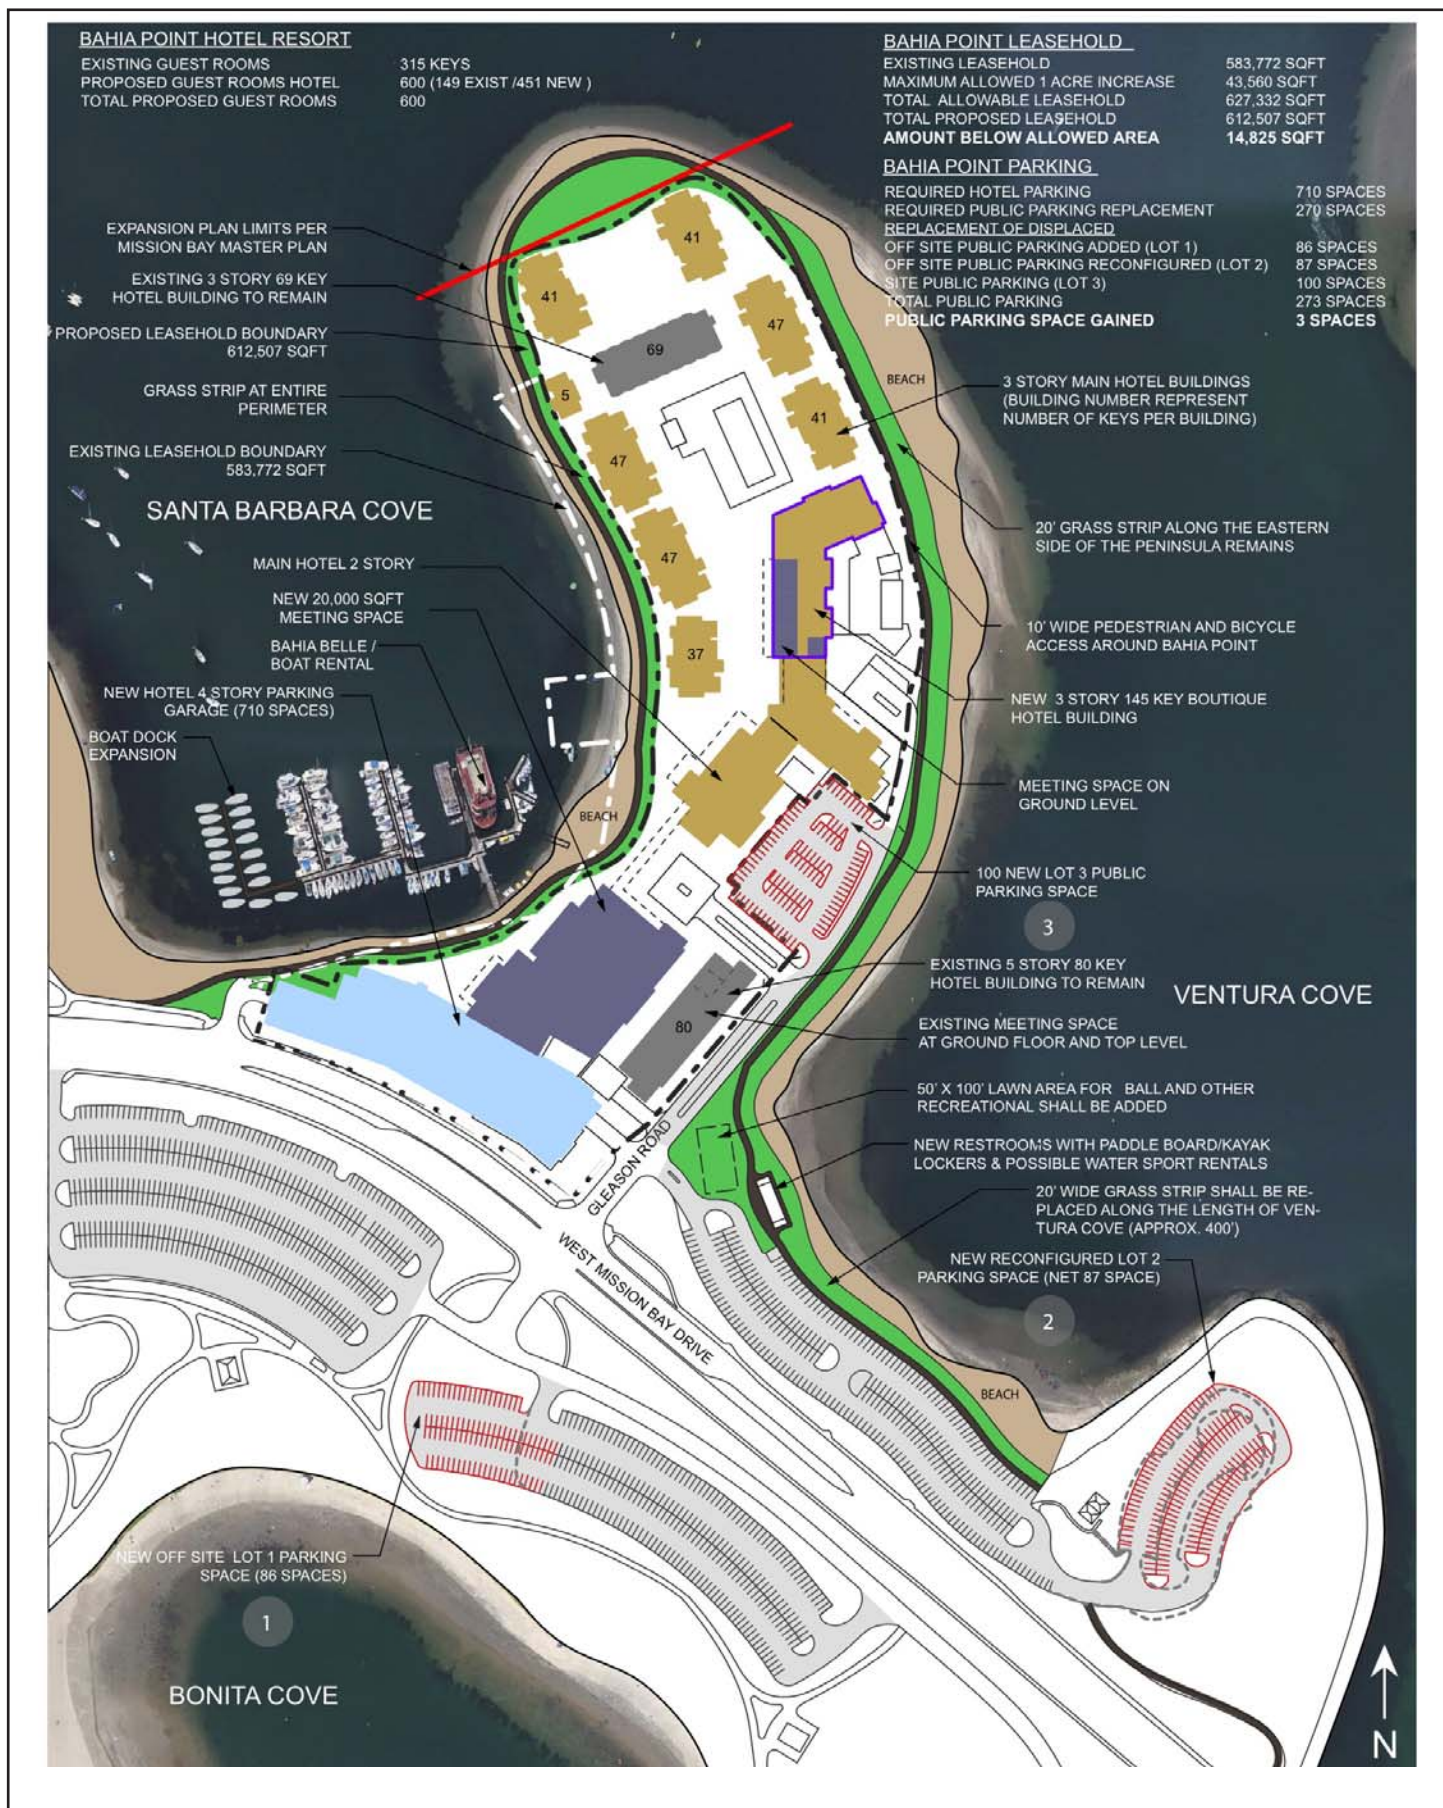 BAHIA POINT HOTEL RESORT
EXISTING GUEST ROOMS 315 KEYS
PROPOSED GUEST ROOMS HOTEL 600 (149 EXIST /451 NEW )
TOTAL PROPOSED GUEST ROOMS 600
BAHIA POINT LEASEHOLD
EXISTING LEASEHOLD 583,772 SQFT
MAXIMUM ALLOWED 1 ACRE INCREASE 43,560 SQFT
TOTAL ALLOWABLE LEASEHOLD 627,332 SQFT
TOTAL PROPOSED LEASEHOLD 612,507 SQFT
AMOUNT BELOW ALLOWED AREA 14,825 SQFT
BAHIA POINT PARKING
REQUIRED HOTEL PARKING 710 SPACES
REQUIRED PUBLIC PARKING REPLACEMENT 270 SPACES
REPLACEMENT OF DISPLACED
OFF SITE PUBLIC PARKING ADDED (LOT 1) 86 SPACES
OFF SITE PUBLIC PARKING RECONFIGURED (LOT 2) 87 SPACES
SITE PUBLIC PARKING (LOT 3) 100 SPACES
TOTAL PUBLIC PARKING 273 SPACES
PUBLIC PARKING SPACE GAINED 3 SPACES
EXPANSION PLAN LIMITS PER
MISSION BAY MASTER PLAN
EXISTING 3 STORY 69 KEY
HOTEL BUILDING TO REMAIN
PROPOSED LEASEHOLD BOUNDARY
612,507 SQFT
GRASS STRIP AT ENTIRE
PERIMETER
EXISTING LEASEHOLD BOUNDARY
583,772 SQFT
SANTA BARBARA COVE
MAIN HOTEL 2 STORY
NEW 20,000 SQFT
MEETING SPACE
BAHIA BELLE /
BOAT RENTAL
NEW HOTEL 4 STORY PARKING
GARAGE (710 SPACES)
BOAT DOCK
EXPANSION
41
41
47
69
5
41
47
47
37
80
BEACH
BEACH
BEACH
3 STORY MAIN HOTEL BUILDINGS
(BUILDING NUMBER REPRESENT
NUMBER OF KEYS PER BUILDING)
20' GRASS STRIP ALONG THE EASTERN
SIDE OF THE PENINSULA REMAINS
10' WIDE PEDESTRIAN AND BICYCLE
ACCESS AROUND BAHIA POINT
NEW 3 STORY 145 KEY BOUTIQUE
HOTEL BUILDING
MEETING SPACE ON
GROUND LEVEL
100 NEW LOT 3 PUBLIC
PARKING SPACE
3
EXISTING 5 STORY 80 KEY
HOTEL BUILDING TO REMAIN
VENTURA COVE
EXISTING MEETING SPACE
AT GROUND FLOOR AND TOP LEVEL
50' X 100' LAWN AREA FOR BALL AND OTHER
RECREATIONAL SHALL BE ADDED
NEW RESTROOMS WITH PADDLE BOARD/KAYAK
LOCKERS & POSSIBLE WATER SPORT RENTALS
20' WIDE GRASS STRIP SHALL BE RE-
PLACED ALONG THE LENGTH OF VEN-
TURA COVE (APPROX. 400')
NEW RECONFIGURED LOT 2
PARKING SPACE (NET 87 SPACE)
2
GLEASON ROAD
WEST MISSION BAY DRIVE
NEW OFF SITE LOT 1 PARKING
SPACE (86 SPACES)
1
BONITA COVE
N